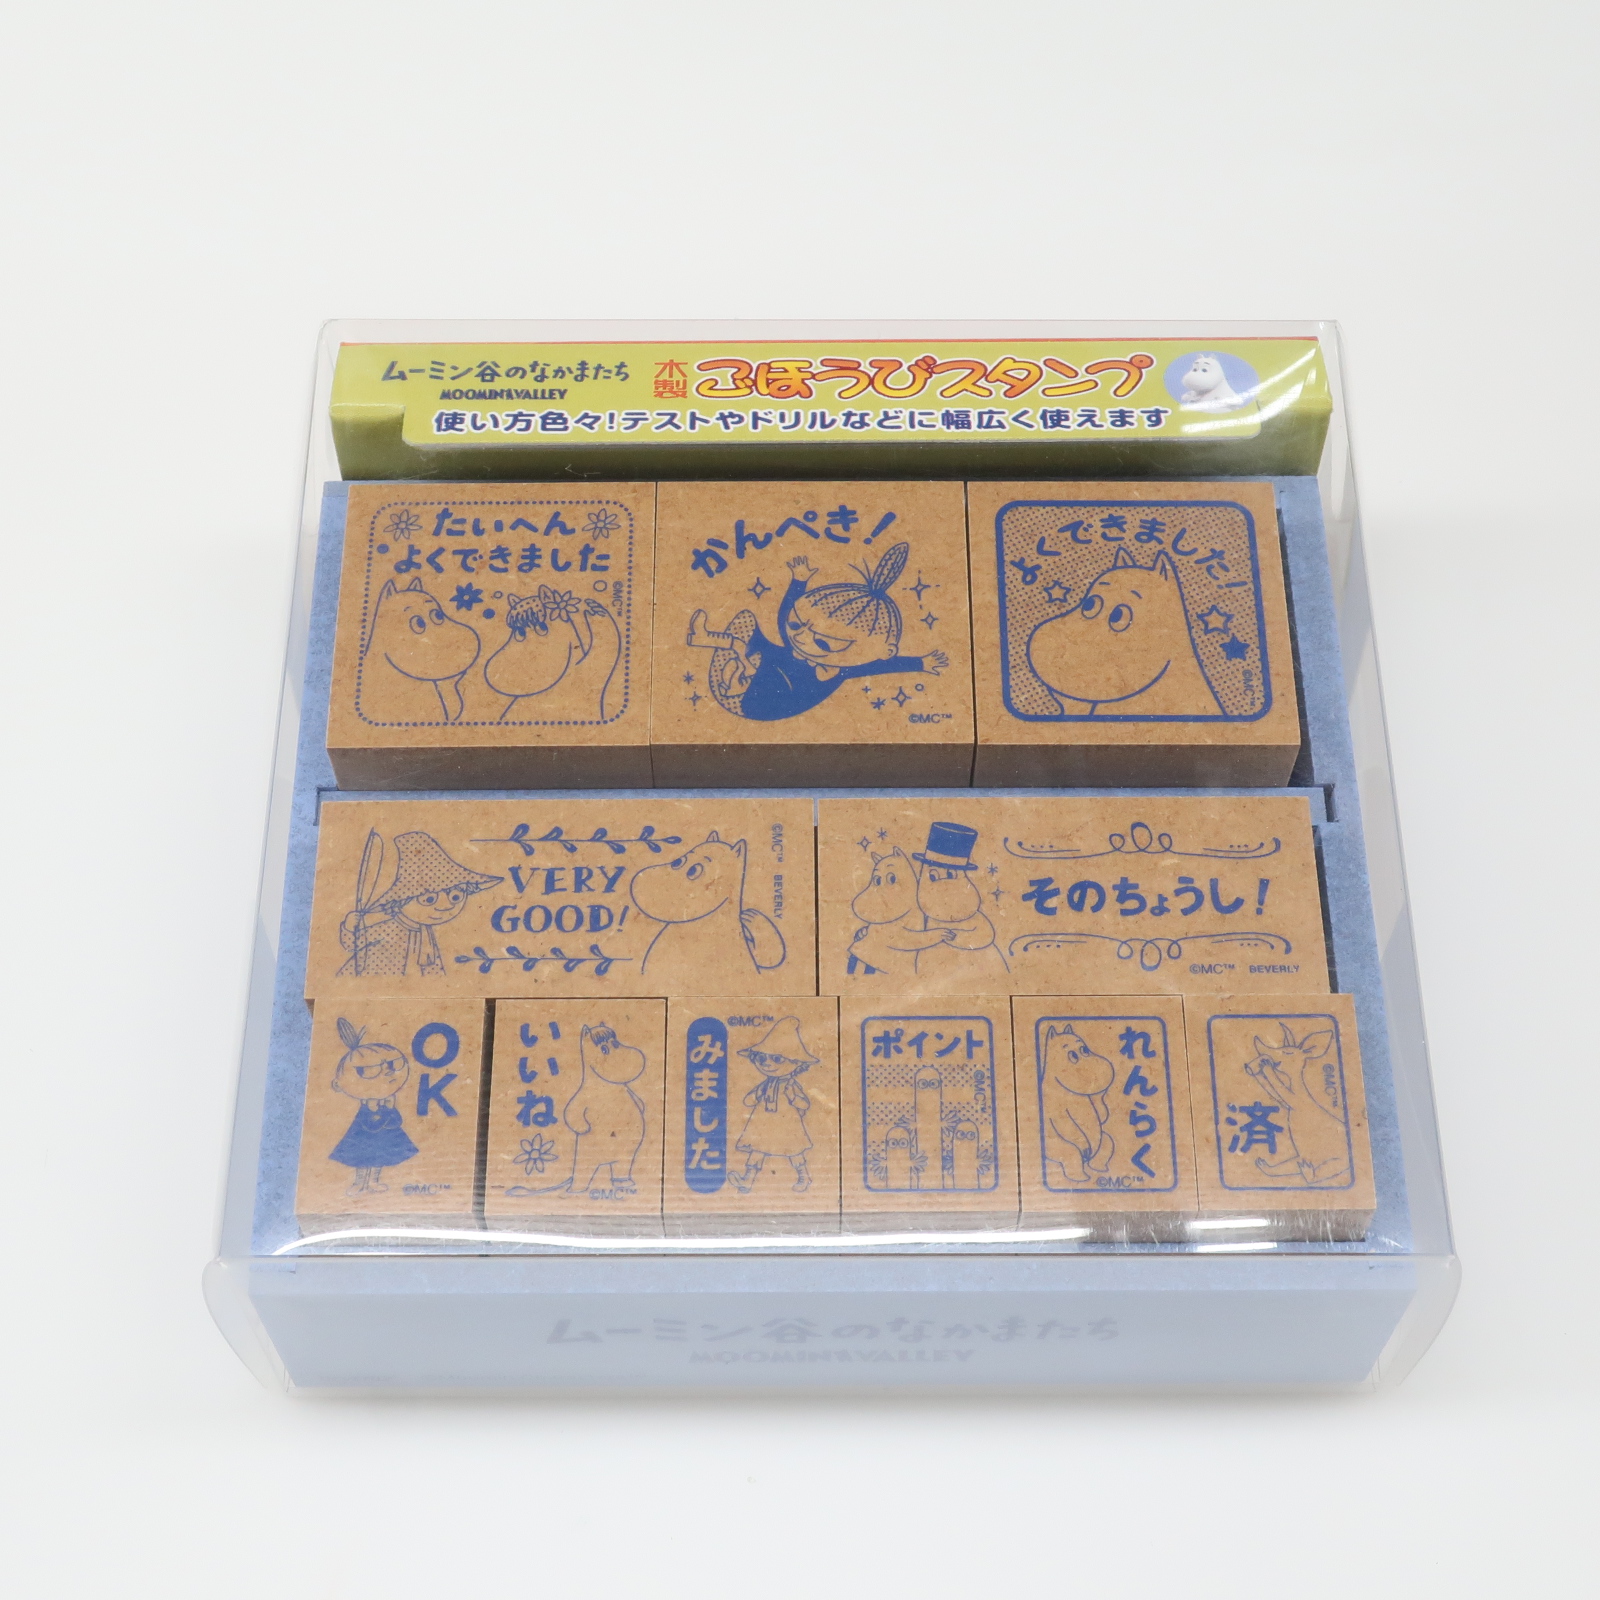 ムーミン谷のなかまたち
MOOMINVALLEY
木製
ごほうびスタンプ
使い方色々!テストやドリルなどに幅広く使えます
たいへん
よくできました
©MC™
かんぺき!
©MC™
よくできました!
©MC™
VERY
GOOD!
©MC™ BEVERLY
そのちょうし!
©MC™ BEVERLY
OK
©MC™
いいね
©MC™
みました
©MC™
ポイント
©MC™
れんらく
©MC™
済
©MC™
ムーミン谷のなかまたち
MOOMINVALLEY